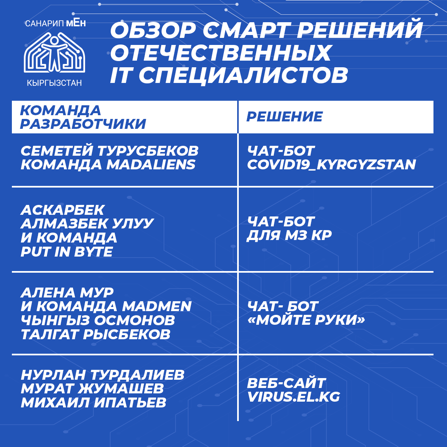 САНАРИП МЕН
КЫРГЫЗСТАН
ОБЗОР СМАРТ РЕШЕНИЙ
ОТЕЧЕСТВЕННЫХ
IT СПЕЦИАЛИСТОВ
КОМАНДА
РАЗРАБОТЧИКИ
РЕШЕНИЕ
СЕМЕТЕЙ ТУРУСБЕКОВ
КОМАНДА MADALIENS
ЧАТ-БОТ
COVID19_KYRGYZSTAN
АСКАРБЕК
АЛМАЗБЕК УЛУУ
И КОМАНДА
PUT IN BYTE
ЧАТ-БОТ
ДЛЯ МЗ КР
АЛЕНА МУР
И КОМАНДА MADMEN
ЧЫНГЫЗ ОСМОНОВ
ТАЛГАТ РЫСБЕКОВ
ЧАТ- БОТ
«МОЙТЕ РУКИ»
НУРЛАН ТУРДАЛИЕВ
МУРАТ ЖУМАШЕВ
МИХАИЛ ИПАТЬЕВ
ВЕБ-САЙТ
VIRUS.EL.KG